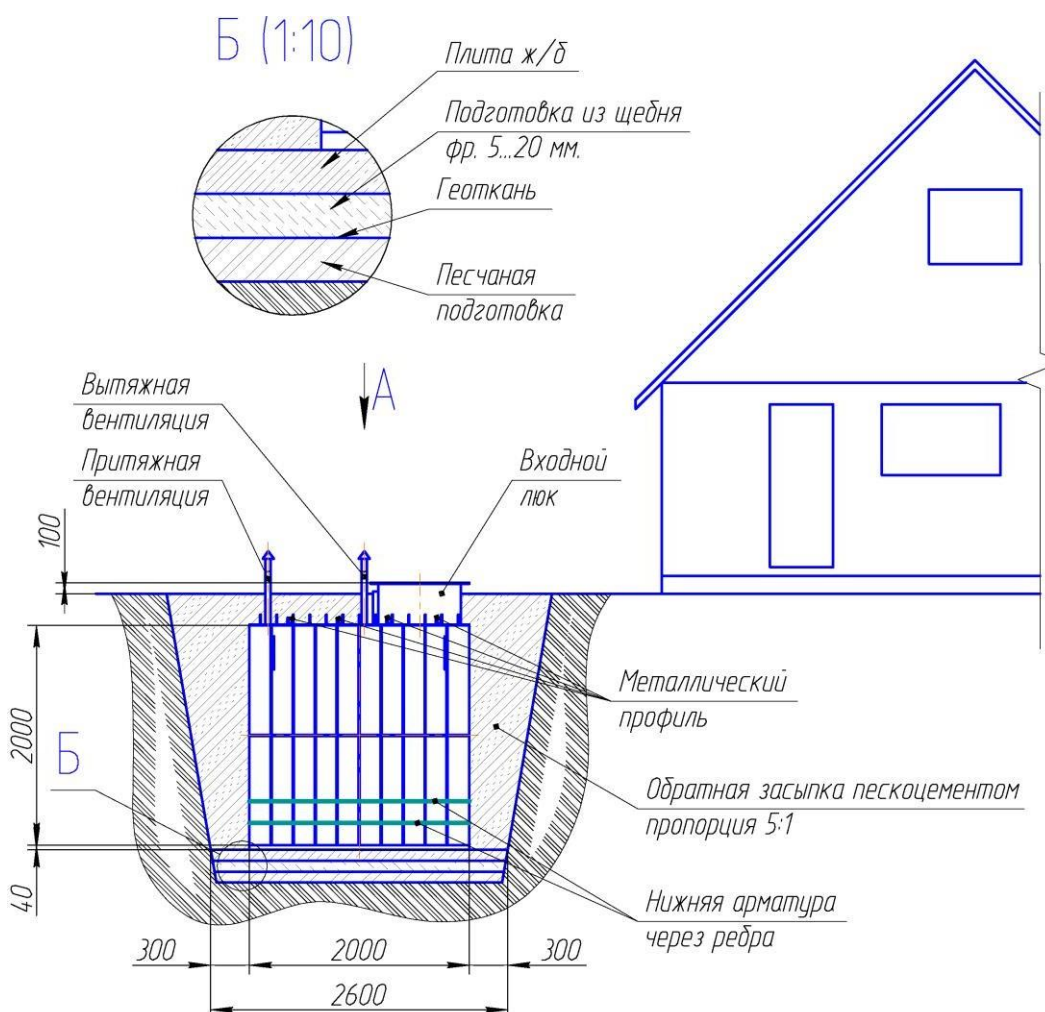 Б (1:10)
Плита ж/б
Подготовка из щебня
фр. 5...20 мм.
Геоткань
Песчаная
подготовка
Вытяжная
вентиляция
А
Притяжная
вентиляция
Входной
люк
100
Металлический
профиль
2000
Б
Обратная засыпка пескоцементом
пропорция 5:1
40
Нижняя арматура
через ребра
300
2000
300
2600